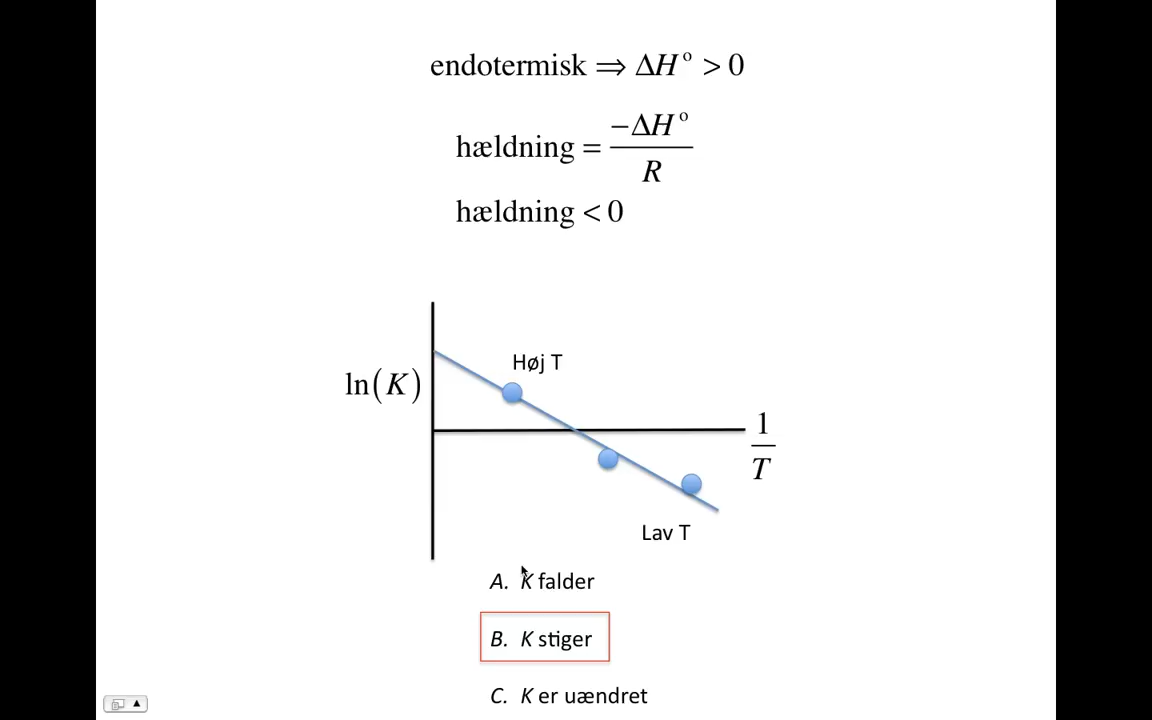 endotermisk ⇒ ΔH° > 0
hældning = −ΔH° / R
hældning < 0
Høj T
ln(K)
1 / T
Lav T
A. K falder
B. K stiger
C. K er uændret